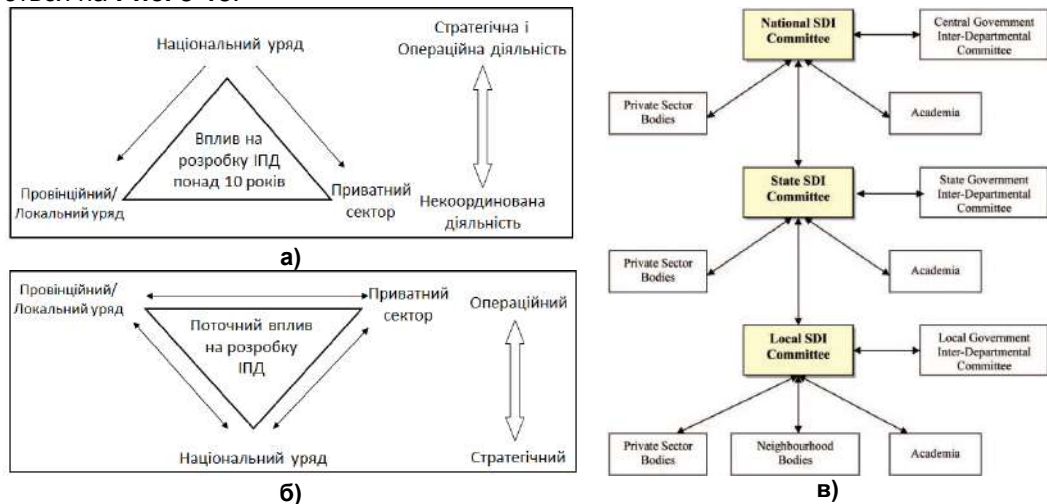 Національний уряд
Стратегічна і
Операційна діяльність
Вплив на
розробку ІПД
понад 10 років
Провінційний/
Локальний уряд
Приватний
сектор
Некоординована
діяльність
а)
Провінційний/
Локальний уряд
Приватний
сектор
Операційний
Поточний вплив
на розробку
ІПД
Національний уряд
Стратегічний
б)
National SDI
Committee
Central Government
Inter-Departmental
Committee
Private Sector
Bodies
Academia
State SDI
Committee
State Government
Inter-Departmental
Committee
Private Sector
Bodies
Academia
Local SDI
Committee
Local Government
Inter-Departmental
Committee
Private Sector
Bodies
Neighbourhood
Bodies
Academia
в)